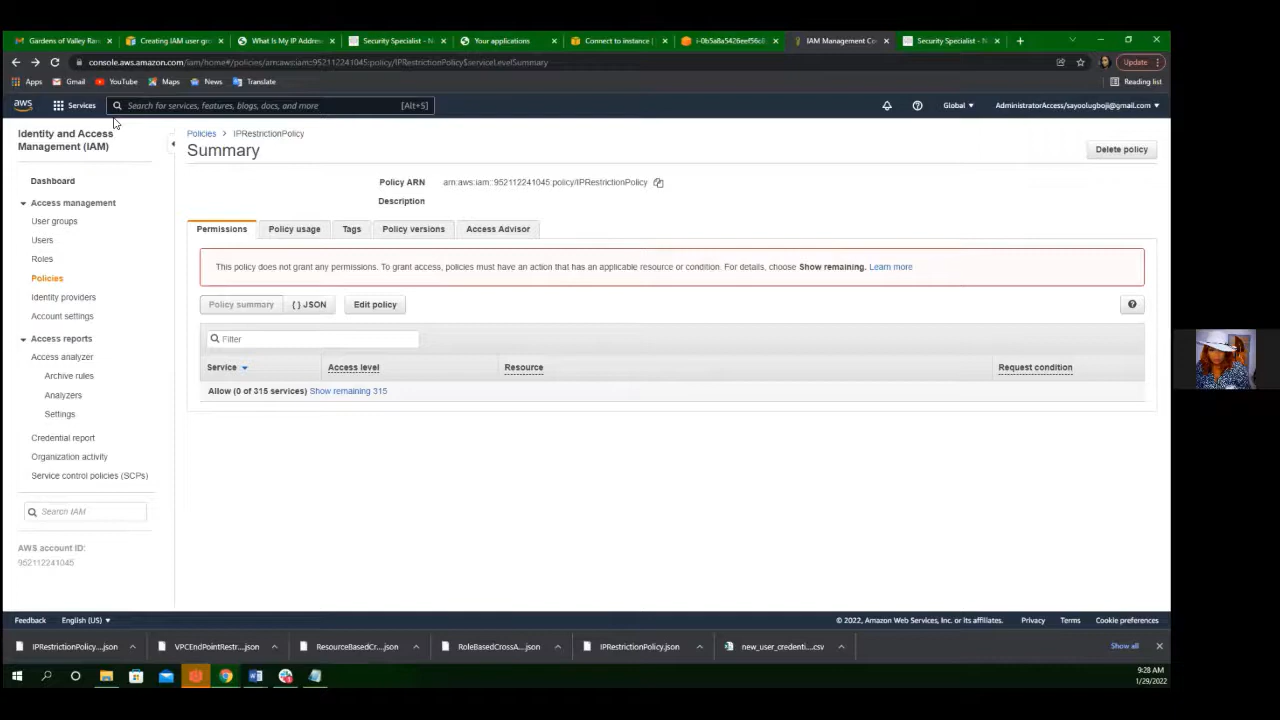 Gardens of Valley Ran
Creating IAM user gro
What Is My IP Addres
Security Specialist - N
Your applications
Connect to instance |
i-0b5a8a5426eef56c8
IAM Management Co
Security Specialist - N
console.aws.amazon.com/iam/home#/policies/arn:aws:iam::952112241045:policy/IPRestrictionPolicy$serviceLevelSummary
Update
Apps Gmail YouTube Maps News Translate Reading list
aws Services Search for services, features, blogs, docs, and more [Alt+S] Global AdministratorAccess/sayoolugboji@gmail.com
Identity and Access
Management (IAM)
Dashboard
Access management
User groups
Users
Roles
Policies
Identity providers
Account settings
Access reports
Access analyzer
Archive rules
Analyzers
Settings
Credential report
Organization activity
Service control policies (SCPs)
Search IAM
AWS account ID:
952112241045
Policies > IPRestrictionPolicy
Summary
Delete policy
Policy ARN arn:aws:iam::952112241045:policy/IPRestrictionPolicy
Description
Permissions Policy usage Tags Policy versions Access Advisor
This policy does not grant any permissions. To grant access, policies must have an action that has an applicable resource or condition. For details, choose Show remaining. Learn more
Policy summary { } JSON Edit policy
Filter
Service Access level Resource Request condition
Allow (0 of 315 services) Show remaining 315
Feedback English (US) © 2022, Amazon Web Services, Inc. or its affiliates. Privacy Terms Cookie preferences
IPRestrictionPolicy....json VPCEndPointRestr....json ResourceBasedCr....json RoleBasedCrossA....json IPRestrictionPolicy.json new_user_credenti....csv Show all
9:28 AM
1/29/2022